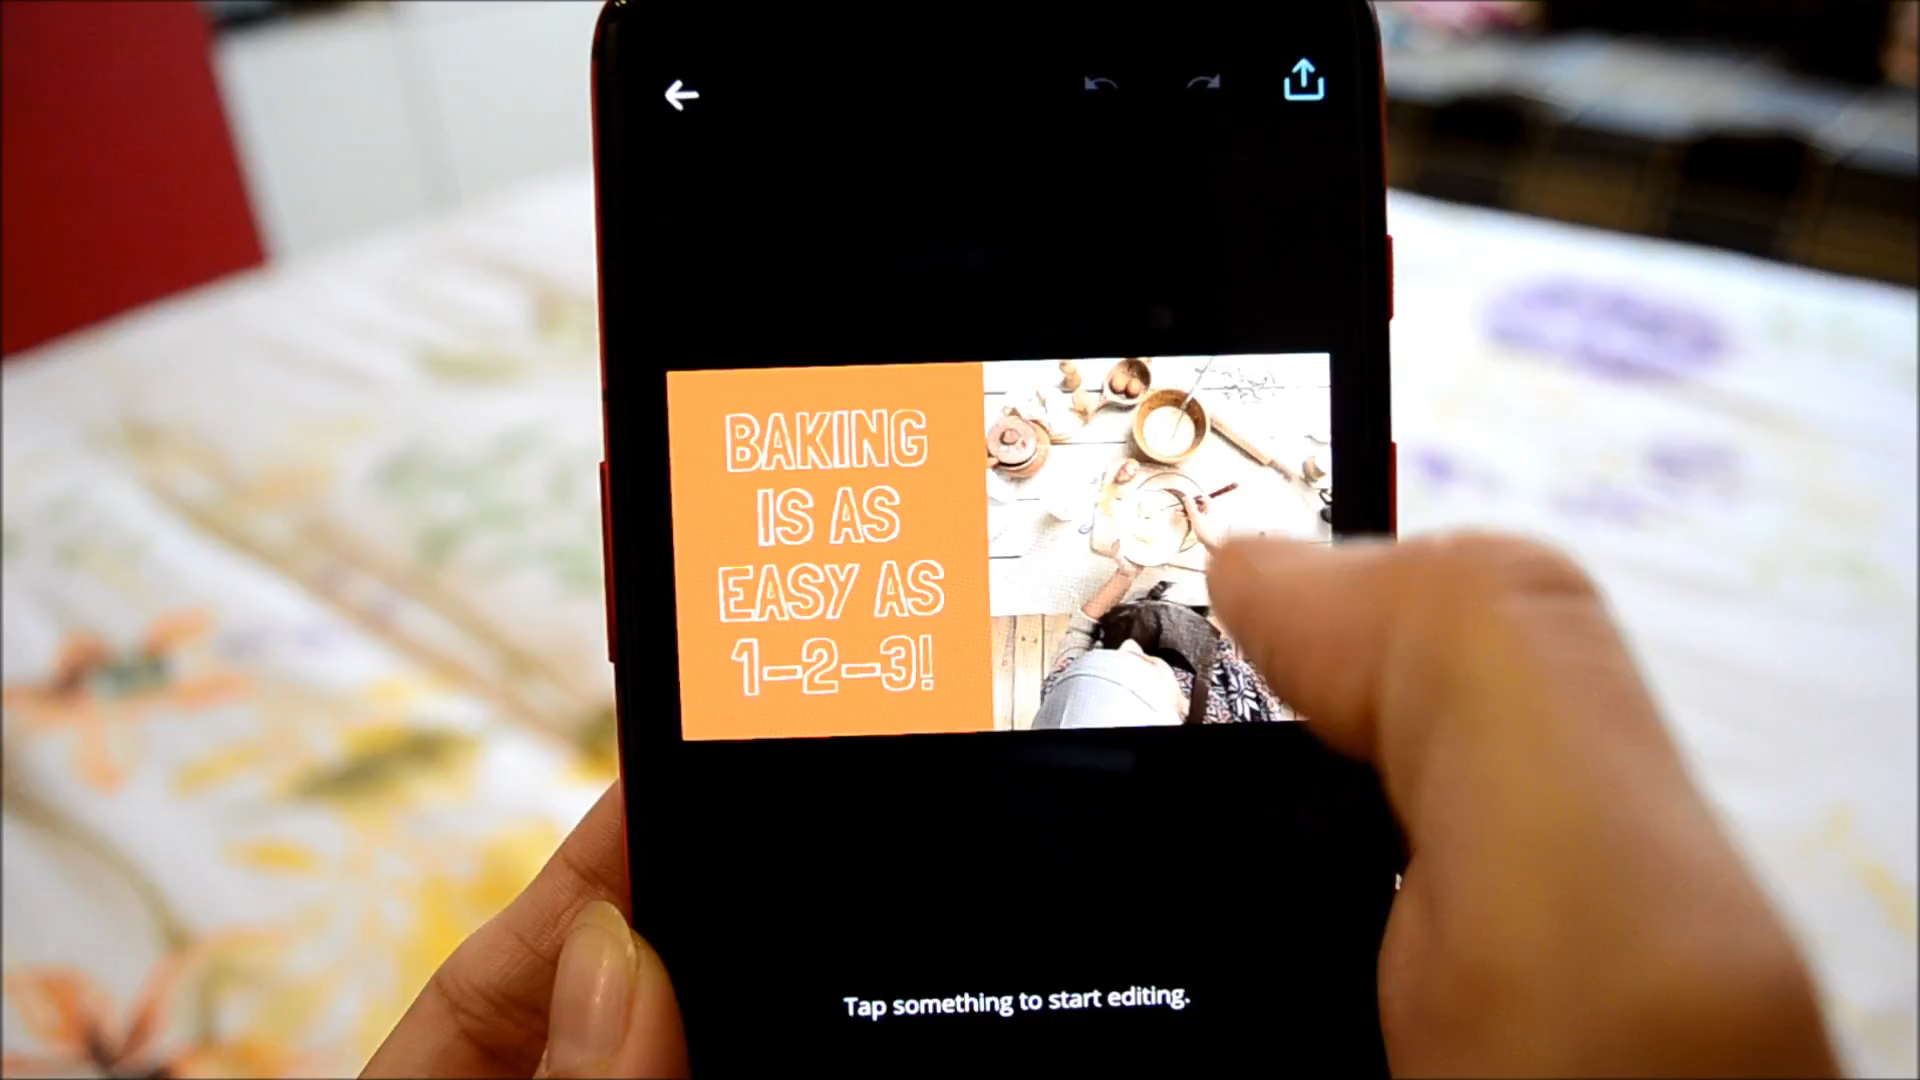 BAKING
IS AS
EASY AS
1-2-3!
Tap something to start editing.